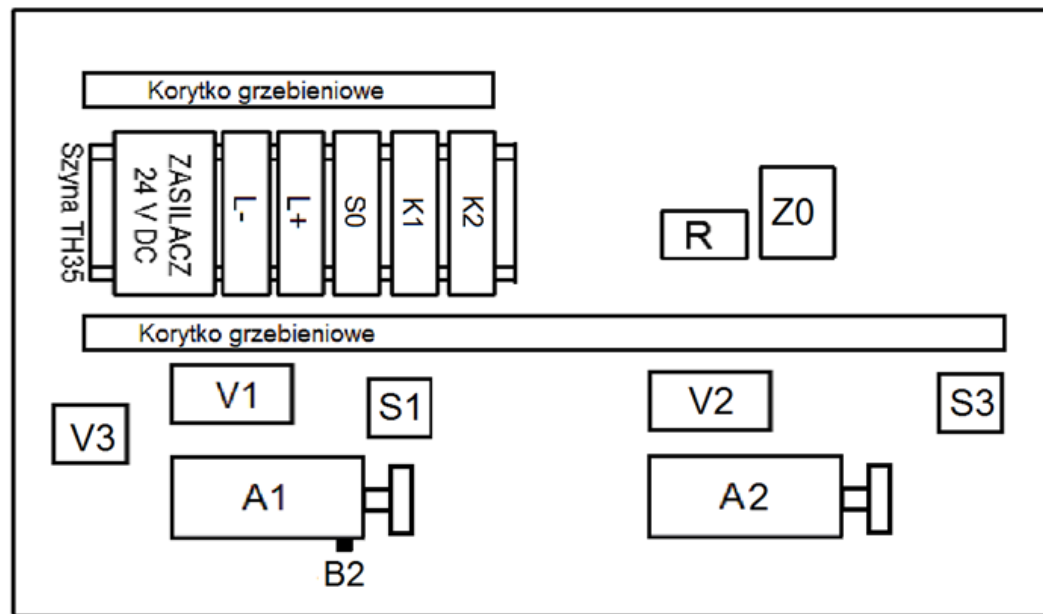 Korytko grzebieniowe
Szyna TH35
ZASILACZ
24 V DC
L-
L+
S0
K1
K2
R
Z0
Korytko grzebieniowe
V1
S1
V2
S3
V3
A1
A2
B2